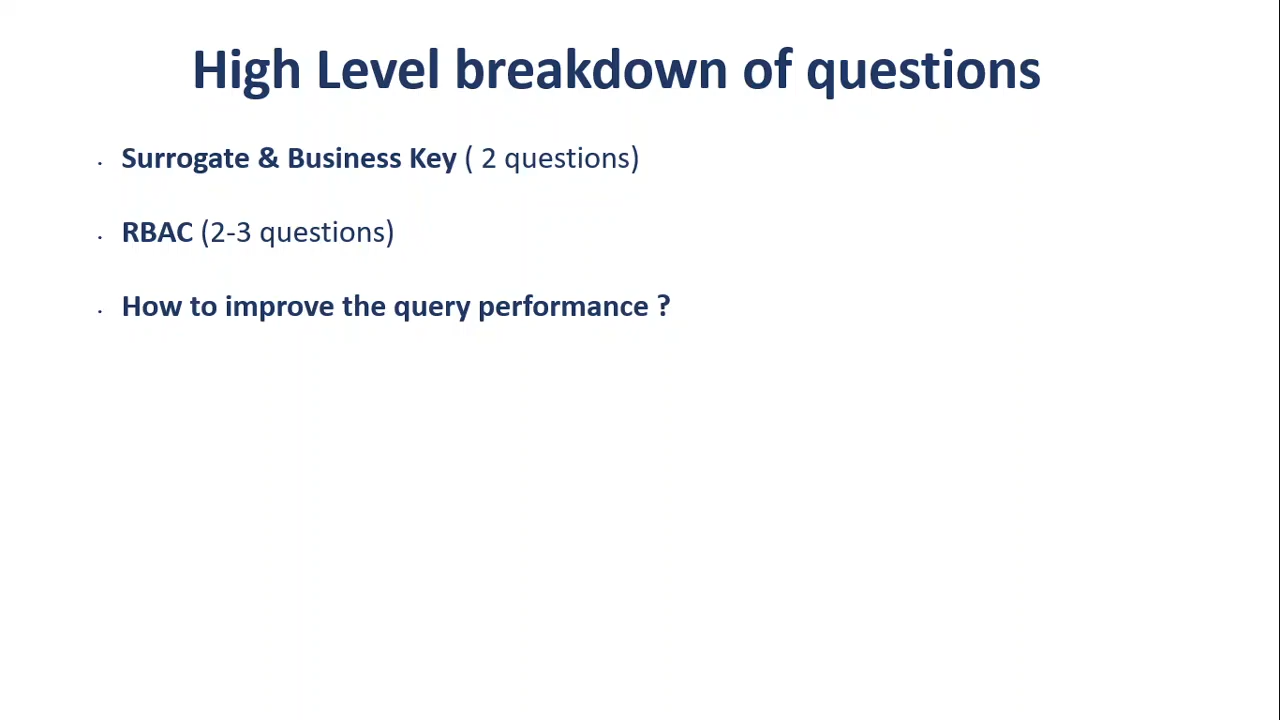 High Level breakdown of questions
· Surrogate & Business Key ( 2 questions)
· RBAC (2-3 questions)
· How to improve the query performance ?